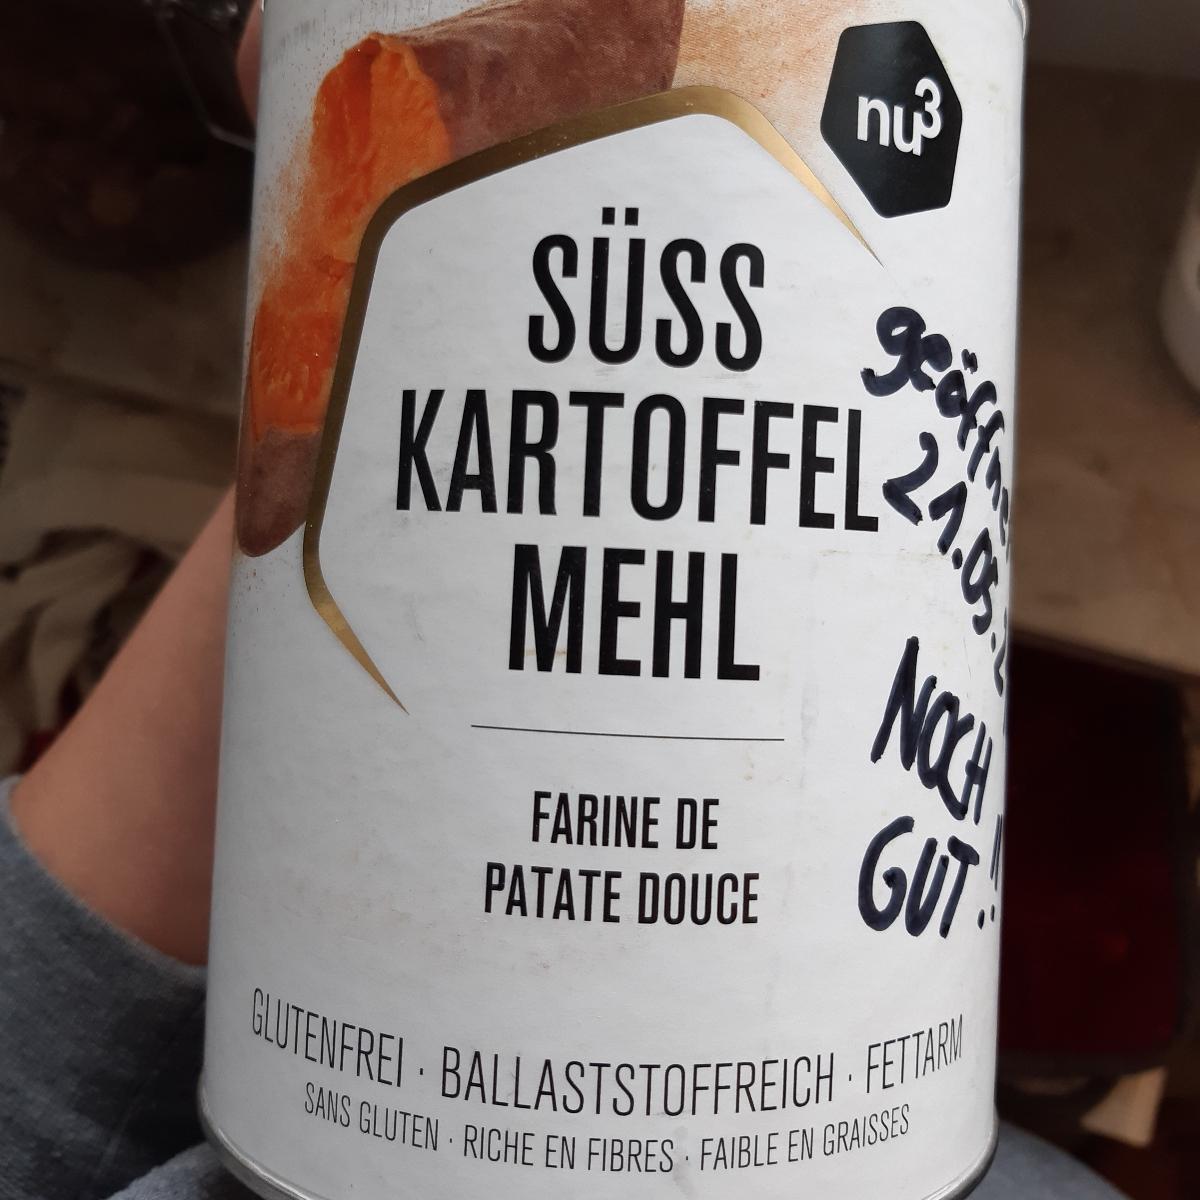 nu3
SÜSS
KARTOFFEL
MEHL
FARINE DE
PATATE DOUCE
GLUTENFREI · BALLASTSTOFFREICH · FETTARM
SANS GLUTEN · RICHE EN FIBRES · FAIBLE EN GRAISSES
geöffnet
21.05.2
NOCH
GUT!!